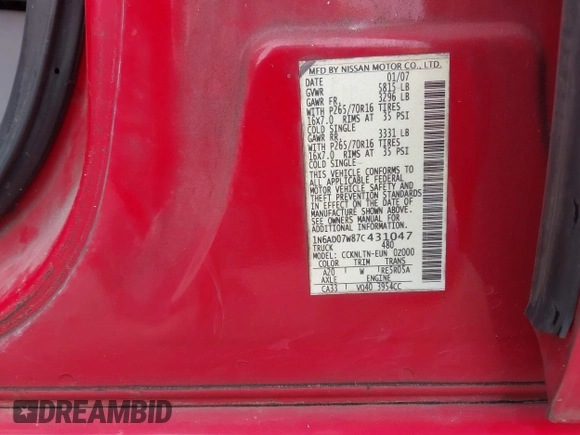 MFD BY NISSAN MOTOR CO., LTD.
DATE 01/07
GVWR 5815 LB
GAWR FR. 3296 LB
WITH P265/70R16 TIRES
16X7.0 RIMS AT 35 PSI
COLD SINGLE
GAWR RR. 3331 LB
WITH P265/70R16 TIRES
16X7.0 RIMS AT 35 PSI
COLD SINGLE
THIS VEHICLE CONFORMS TO
ALL APPLICABLE FEDERAL
MOTOR VEHICLE SAFETY AND
THEFT PREVENTION STANDARDS
IN EFFECT ON THE DATE OF
MANUFACTURE SHOWN ABOVE.
SEE OWNERS MANUAL FOR
ADDITIONAL INFORMATION.
1N6AD07W87C431047
TRUCK 480
MODEL: CCKNLTN-EUN 02000
COLOR TRIM TRANS
A20 W RE5R05A
AXLE ENGINE
CA33 VQ40 3954CC
DREAMBID